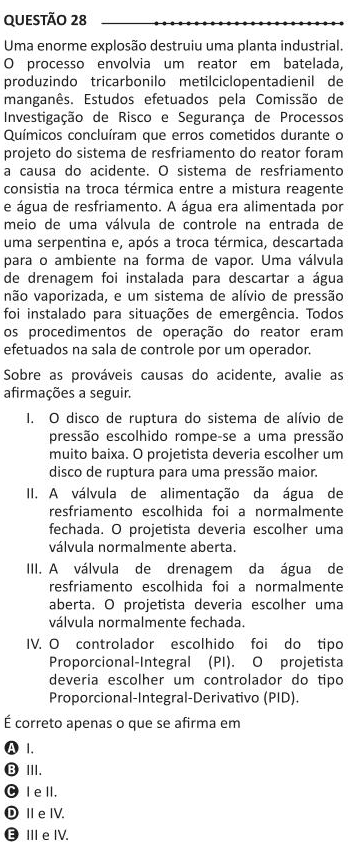 QUESTÃO 28
Uma enorme explosão destruiu uma planta industrial.
O processo envolvia um reator em batelada,
produzindo tricarbonilo metilciclopentadienil de
manganês. Estudos efetuados pela Comissão de
Investigação de Risco e Segurança de Processos
Químicos concluíram que erros cometidos durante o
projeto do sistema de resfriamento do reator foram
a causa do acidente. O sistema de resfriamento
consistia na troca térmica entre a mistura reagente
e água de resfriamento. A água era alimentada por
meio de uma válvula de controle na entrada de
uma serpentina e, após a troca térmica, descartada
para o ambiente na forma de vapor. Uma válvula
de drenagem foi instalada para descartar a água
não vaporizada, e um sistema de alívio de pressão
foi instalado para situações de emergência. Todos
os procedimentos de operação do reator eram
efetuados na sala de controle por um operador.
Sobre as prováveis causas do acidente, avalie as
afirmações a seguir.
I. O disco de ruptura do sistema de alívio de
pressão escolhido rompe-se a uma pressão
muito baixa. O projetista deveria escolher um
disco de ruptura para uma pressão maior.
II. A válvula de alimentação da água de
resfriamento escolhida foi a normalmente
fechada. O projetista deveria escolher uma
válvula normalmente aberta.
III. A válvula de drenagem da água de
resfriamento escolhida foi a normalmente
aberta. O projetista deveria escolher uma
válvula normalmente fechada.
IV. O controlador escolhido foi do tipo
Proporcional-Integral (PI). O projetista
deveria escolher um controlador do tipo
Proporcional-Integral-Derivativo (PID).
É correto apenas o que se afirma em
A I.
B III.
C I e II.
D II e IV.
E III e IV.